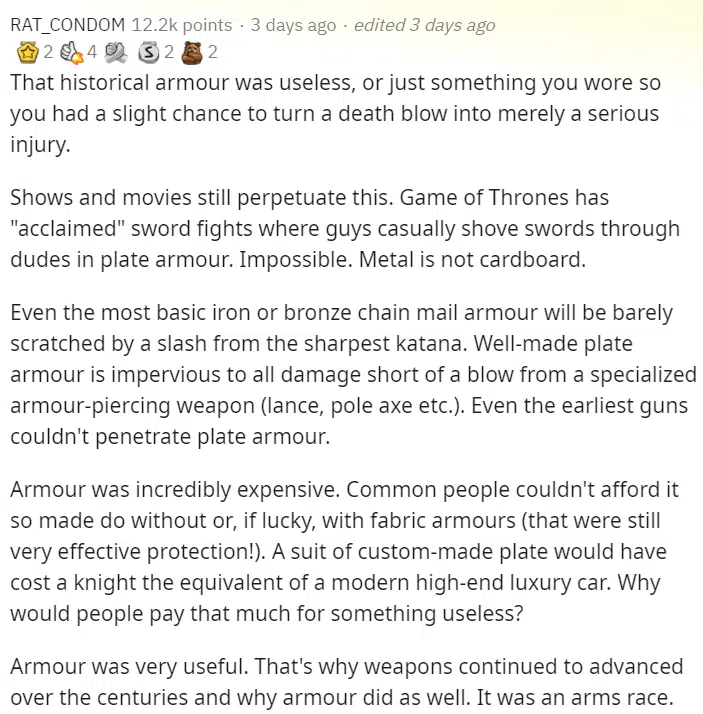 RAT_CONDOM 12.2k points · 3 days ago · edited 3 days ago
2 4 S 2 2
That historical armour was useless, or just something you wore so
you had a slight chance to turn a death blow into merely a serious
injury.
Shows and movies still perpetuate this. Game of Thrones has
"acclaimed" sword fights where guys casually shove swords through
dudes in plate armour. Impossible. Metal is not cardboard.
Even the most basic iron or bronze chain mail armour will be barely
scratched by a slash from the sharpest katana. Well-made plate
armour is impervious to all damage short of a blow from a specialized
armour-piercing weapon (lance, pole axe etc.). Even the earliest guns
couldn't penetrate plate armour.
Armour was incredibly expensive. Common people couldn't afford it
so made do without or, if lucky, with fabric armours (that were still
very effective protection!). A suit of custom-made plate would have
cost a knight the equivalent of a modern high-end luxury car. Why
would people pay that much for something useless?
Armour was very useful. That's why weapons continued to advanced
over the centuries and why armour did as well. It was an arms race.